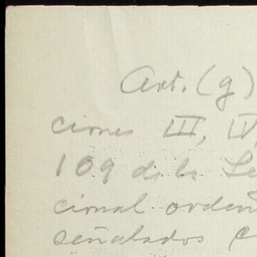 Art. (g)
ciones III, IV
109 de la Le
cional orden
señalados c